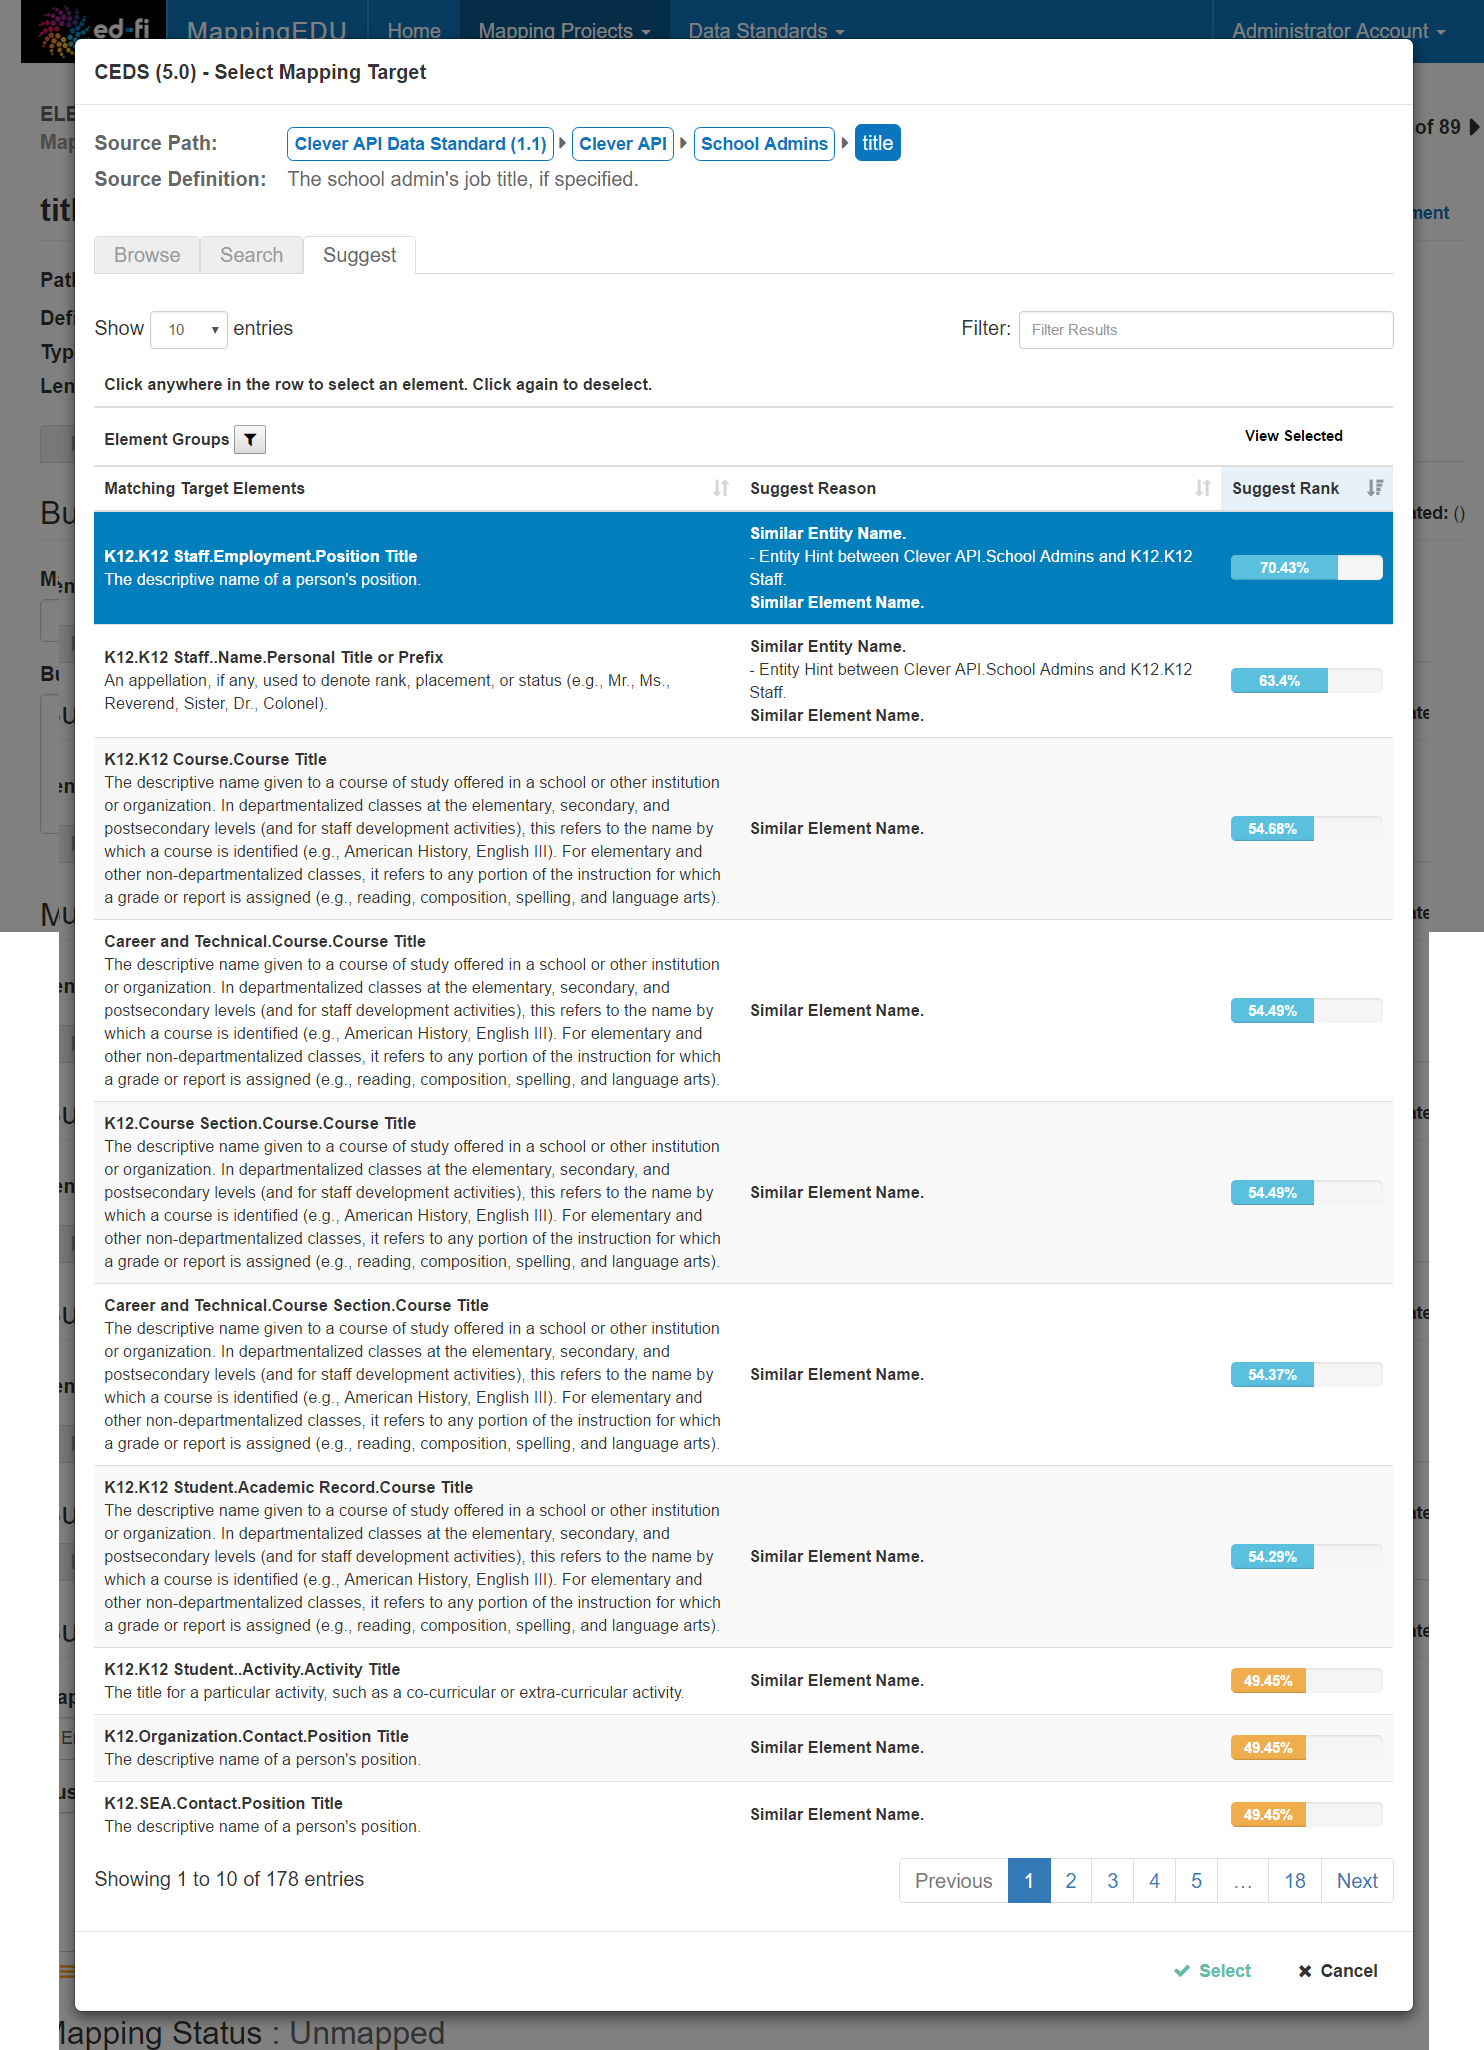 ed-fi MappingEDU Home Mapping Projects Data Standards Administrator Account
CEDS (5.0) - Select Mapping Target
of 89
Source Path: Clever API Data Standard (1.1) Clever API School Admins title
Source Definition: The school admin's job title, if specified.
Browse Search Suggest
Show 10 entries Filter: Filter Results
Click anywhere in the row to select an element. Click again to deselect.
Element Groups View Selected
Matching Target Elements Suggest Reason Suggest Rank
K12.K12 Staff.Employment.Position Title
The descriptive name of a person's position.
Similar Entity Name.
- Entity Hint between Clever API.School Admins and K12.K12
Staff.
Similar Element Name.
70.43%
K12.K12 Staff..Name.Personal Title or Prefix
An appellation, if any, used to denote rank, placement, or status (e.g., Mr., Ms.,
Reverend, Sister, Dr., Colonel).
Similar Entity Name.
- Entity Hint between Clever API.School Admins and K12.K12
Staff.
Similar Element Name.
63.4%
K12.K12 Course.Course Title
The descriptive name given to a course of study offered in a school or other institution
or organization. In departmentalized classes at the elementary, secondary, and
postsecondary levels (and for staff development activities), this refers to the name by
which a course is identified (e.g., American History, English III). For elementary and
other non-departmentalized classes, it refers to any portion of the instruction for which
a grade or report is assigned (e.g., reading, composition, spelling, and language arts).
Similar Element Name.
54.68%
Career and Technical.Course.Course Title
The descriptive name given to a course of study offered in a school or other institution
or organization. In departmentalized classes at the elementary, secondary, and
postsecondary levels (and for staff development activities), this refers to the name by
which a course is identified (e.g., American History, English III). For elementary and
other non-departmentalized classes, it refers to any portion of the instruction for which
a grade or report is assigned (e.g., reading, composition, spelling, and language arts).
Similar Element Name.
54.49%
K12.Course Section.Course.Course Title
The descriptive name given to a course of study offered in a school or other institution
or organization. In departmentalized classes at the elementary, secondary, and
postsecondary levels (and for staff development activities), this refers to the name by
which a course is identified (e.g., American History, English III). For elementary and
other non-departmentalized classes, it refers to any portion of the instruction for which
a grade or report is assigned (e.g., reading, composition, spelling, and language arts).
Similar Element Name.
54.49%
Career and Technical.Course Section.Course Title
The descriptive name given to a course of study offered in a school or other institution
or organization. In departmentalized classes at the elementary, secondary, and
postsecondary levels (and for staff development activities), this refers to the name by
which a course is identified (e.g., American History, English III). For elementary and
other non-departmentalized classes, it refers to any portion of the instruction for which
a grade or report is assigned (e.g., reading, composition, spelling, and language arts).
Similar Element Name.
54.37%
K12.K12 Student.Academic Record.Course Title
The descriptive name given to a course of study offered in a school or other institution
or organization. In departmentalized classes at the elementary, secondary, and
postsecondary levels (and for staff development activities), this refers to the name by
which a course is identified (e.g., American History, English III). For elementary and
other non-departmentalized classes, it refers to any portion of the instruction for which
a grade or report is assigned (e.g., reading, composition, spelling, and language arts).
Similar Element Name.
54.29%
K12.K12 Student..Activity.Activity Title
The title for a particular activity, such as a co-curricular or extra-curricular activity.
Similar Element Name.
49.45%
K12.Organization.Contact.Position Title
The descriptive name of a person's position.
Similar Element Name.
49.45%
K12.SEA.Contact.Position Title
The descriptive name of a person's position.
Similar Element Name.
49.45%
Showing 1 to 10 of 178 entries Previous 1 2 3 4 5 … 18 Next
Select Cancel
Mapping Status : Unmapped